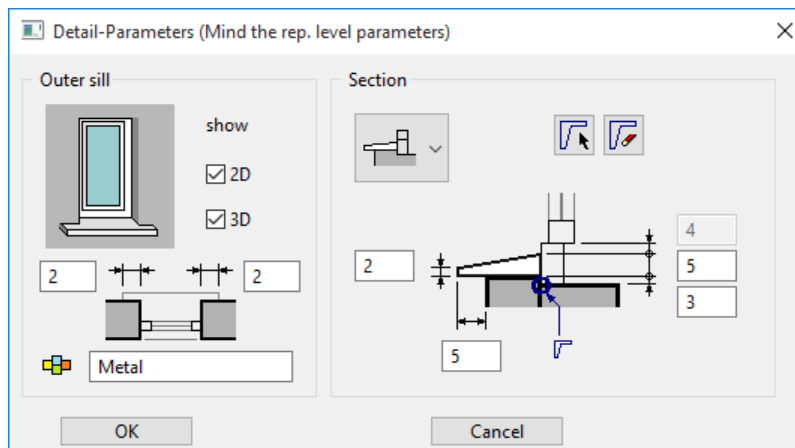 Detail-Parameters (Mind the rep. level parameters)
Outer sill
show
2D
3D
2
2
Metal
Section
2
4
5
3
5
OK
Cancel